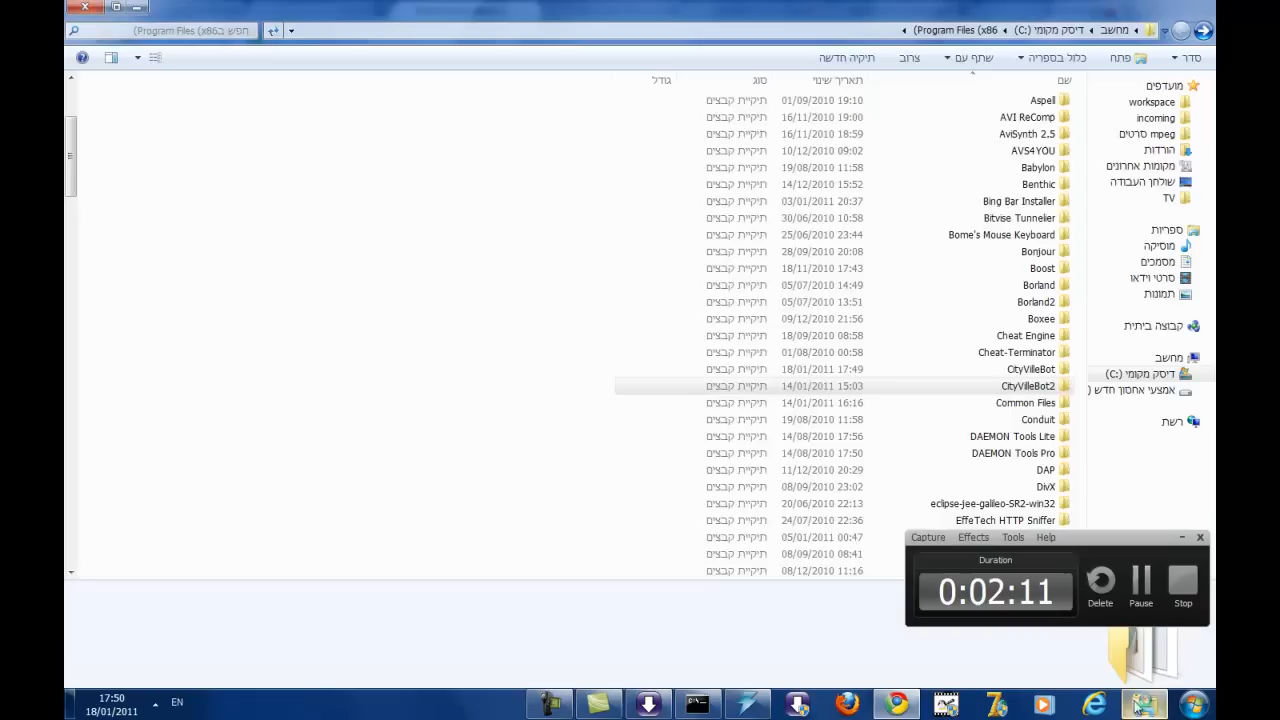 מחשב ◂ דיסק מקומי (C:) ◂ Program Files (x86) ◂
חפש בProgram Files (x86)
סדר ▾ פתח כלול בספריה ▾ שתף עם ▾ צרוב תיקיה חדשה
שם תאריך שינוי סוג גודל
Aspell 01/09/2010 19:10 תיקיית קבצים
AVI ReComp 16/11/2010 19:00 תיקיית קבצים
AviSynth 2.5 16/11/2010 18:59 תיקיית קבצים
AVS4YOU 10/12/2010 09:02 תיקיית קבצים
Babylon 19/08/2010 11:58 תיקיית קבצים
Benthic 14/12/2010 15:52 תיקיית קבצים
Bing Bar Installer 03/01/2011 20:37 תיקיית קבצים
Bitvise Tunnelier 30/06/2010 10:58 תיקיית קבצים
Bome's Mouse Keyboard 25/06/2010 23:44 תיקיית קבצים
Bonjour 28/09/2010 20:08 תיקיית קבצים
Boost 18/11/2010 17:43 תיקיית קבצים
Borland 05/07/2010 14:49 תיקיית קבצים
Borland2 05/07/2010 13:51 תיקיית קבצים
Boxee 09/12/2010 21:56 תיקיית קבצים
Cheat Engine 18/09/2010 08:58 תיקיית קבצים
Cheat-Terminator 01/08/2010 00:58 תיקיית קבצים
CityVilleBot 18/01/2011 17:49 תיקיית קבצים
CityVilleBot2 14/01/2011 15:03 תיקיית קבצים
Common Files 14/01/2011 16:16 תיקיית קבצים
Conduit 19/08/2010 11:58 תיקיית קבצים
DAEMON Tools Lite 14/08/2010 17:56 תיקיית קבצים
DAEMON Tools Pro 14/08/2010 17:50 תיקיית קבצים
DAP 11/12/2010 20:29 תיקיית קבצים
DivX 08/09/2010 23:02 תיקיית קבצים
eclipse-jee-galileo-SR2-win32 20/06/2010 22:13 תיקיית קבצים
EffeTech HTTP Sniffer 24/07/2010 22:36 תיקיית קבצים
05/01/2011 00:47 תיקיית קבצים
08/09/2010 08:41 תיקיית קבצים
08/12/2010 11:16 תיקיית קבצים
מועדפים
workspace
incoming
סרטים mpeg
הורדות
מקומות אחרונים
שולחן העבודה
TV
ספריות
מוסיקה
מסמכים
סרטי וידאו
תמונות
קבוצה ביתית
מחשב
דיסק מקומי (C:)
אמצעי אחסון חדש (
רשת
Capture Effects Tools Help
Duration
0:02:11
Delete Pause Stop
EN
17:50
18/01/2011